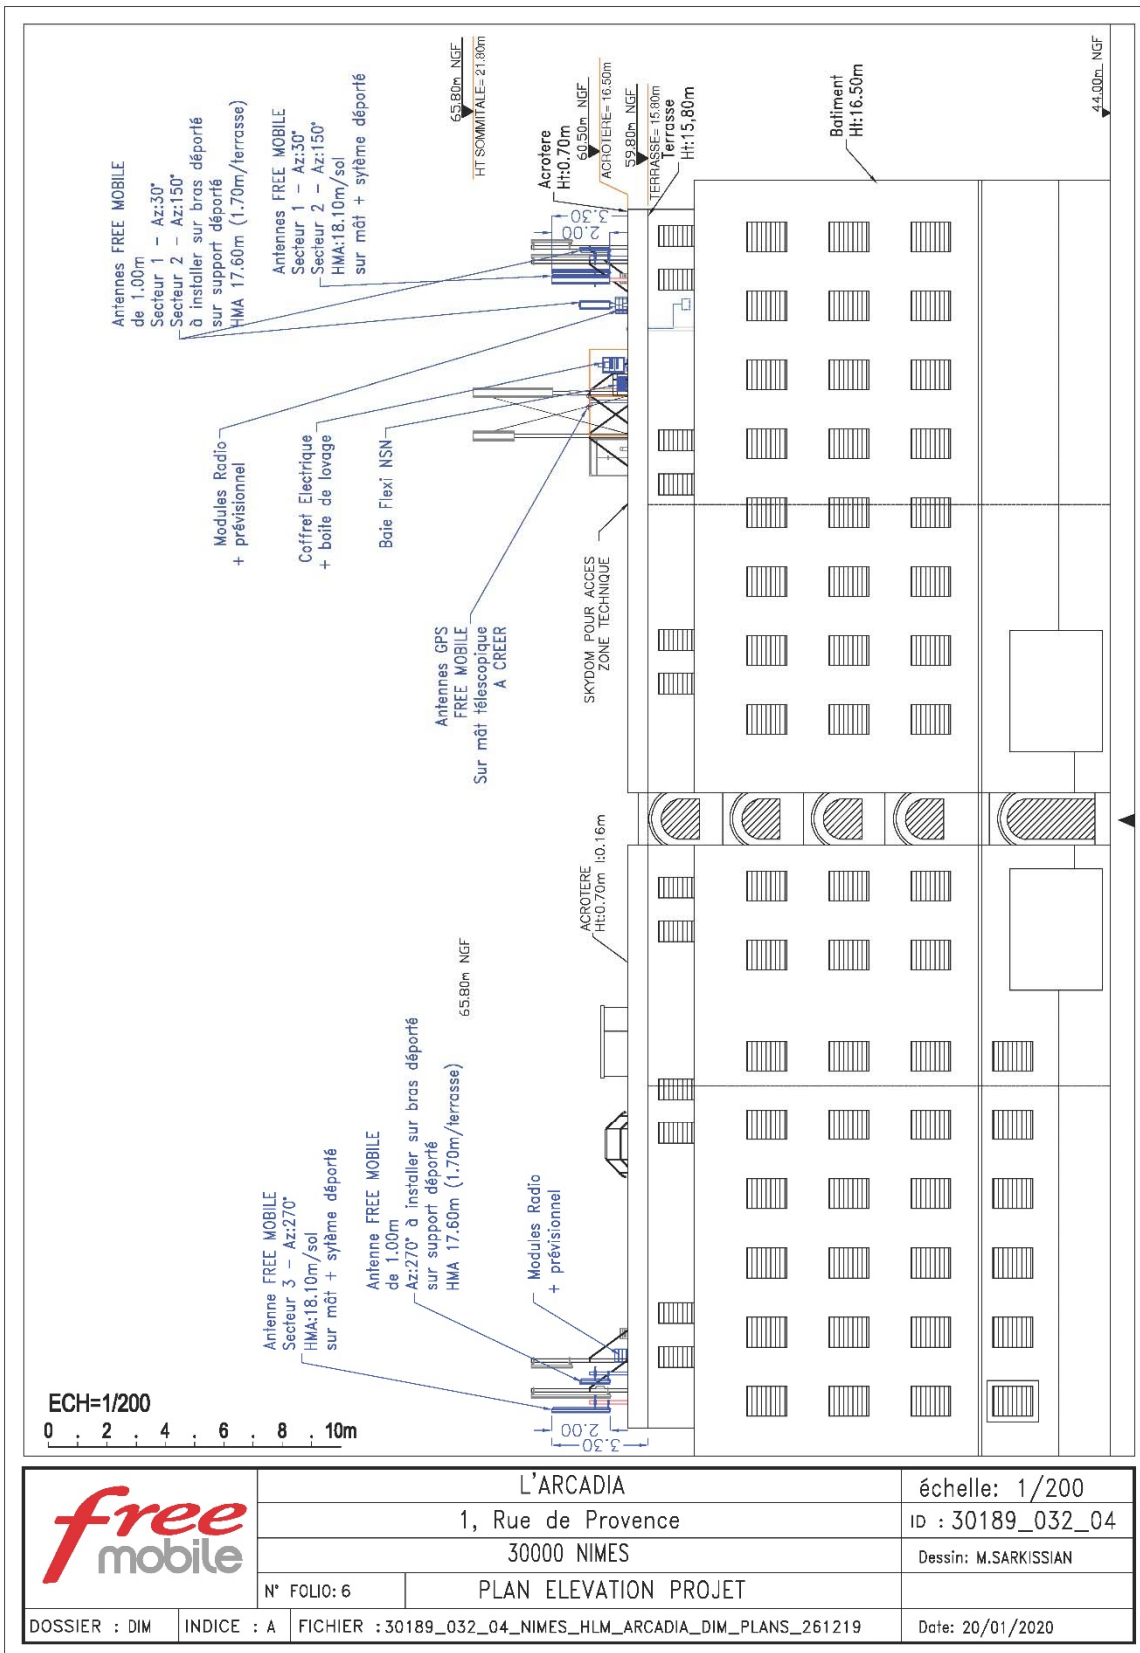 Antennes FREE MOBILE
de 1.00m
Secteur 1 - Az:30°
Secteur 2 - Az:150°
à installer sur bras déporté
sur support déporté
HMA 17.60m (1.70m/terrasse)
Antennes FREE MOBILE
Secteur 1 - Az:30°
Secteur 2 - Az:150°
HMA:18.10m/sol
sur mât + sytème déporté
65.80m NGF
HT SOMMITALE= 21.80m
Acrotere
Ht:0.70m
60.50m NGF
ACROTERE= 16.50m
59.80m NGF
TERRASSE= 15.80m
Terrasse
Ht:15,80m
Batiment
Ht:16.50m
44.00m NGF
3.30
2.00
Modules Radio
+ prévisionnel
Coffret Electrique
+ boite de lovage
Baie Flexi NSN
Antennes GPS
FREE MOBILE
Sur mât télescopique
A CREER
SKYDOM POUR ACCES
ZONE TECHNIQUE
ACROTERE
Ht:0.70m l:0.16m
65.80m NGF
Antenne FREE MOBILE
Secteur 3 - Az:270°
HMA:18.10m/sol
sur mât + sytème déporté
Antenne FREE MOBILE
de 1.00m
Az:270° à installer sur bras déporté
sur support déporté
HMA 17.60m (1.70m/terrasse)
Modules Radio
+ prévisionnel
2.00
3.30
ECH=1/200
0 . 2 . 4 . 6 . 8 . 10m
free
mobile
L'ARCADIA
échelle: 1/200
1, Rue de Provence
ID : 30189_032_04
30000 NIMES
Dessin: M.SARKISSIAN
N° FOLIO: 6
PLAN ELEVATION PROJET
DOSSIER : DIM
INDICE : A
FICHIER :30189_032_04_NIMES_HLM_ARCADIA_DIM_PLANS_261219
Date: 20/01/2020